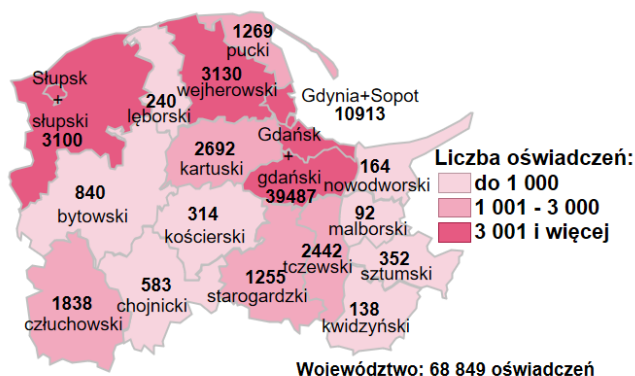 1269
pucki
3130
wejherowski
Słupsk
+
słupski
3100
240
lęborski
Gdynia+Sopot
10913
Gdańsk
+
gdański
39487
2692
kartuski
164
nowodworski
Liczba oświadczeń:
do 1 000
1 001 - 3 000
3 001 i więcej
840
bytowski
314
kościerski
92
malborski
2442
tczewski
352
sztumski
1255
starogardzki
583
chojnicki
1838
człuchowski
138
kwidzyński
Woiewództwo: 68 849 oświadczeń